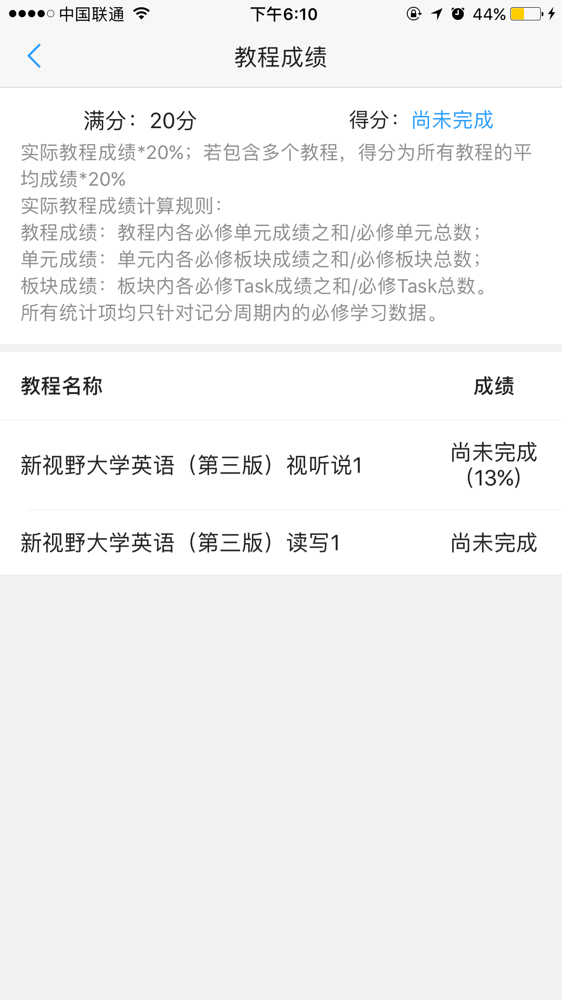 中国联通 下午6:10 44%
教程成绩
满分：20分 得分：尚未完成
实际教程成绩*20%；若包含多个教程，得分为所有教程的平
均成绩*20%
实际教程成绩计算规则：
教程成绩：教程内各必修单元成绩之和/必修单元总数；
单元成绩：单元内各必修板块成绩之和/必修板块总数；
板块成绩：板块内各必修Task成绩之和/必修Task总数。
所有统计项均只针对记分周期内的必修学习数据。
教程名称 成绩
新视野大学英语（第三版）视听说1 尚未完成
(13%)
新视野大学英语（第三版）读写1 尚未完成